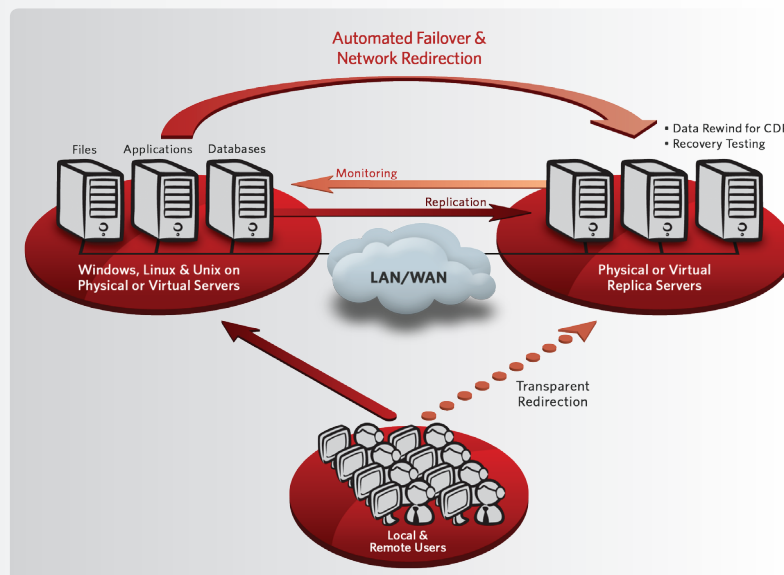 Automated Failover &
Network Redirection
▪ Data Rewind for
▪ Recovery Testing
Files Applications Databases
Monitoring
Replication
LAN/WAN
Windows, Linux & Unix on
Physical or Virtual Servers
Physical or Virtual
Replica Servers
Transparent
Redirection
Local &
Remote Users